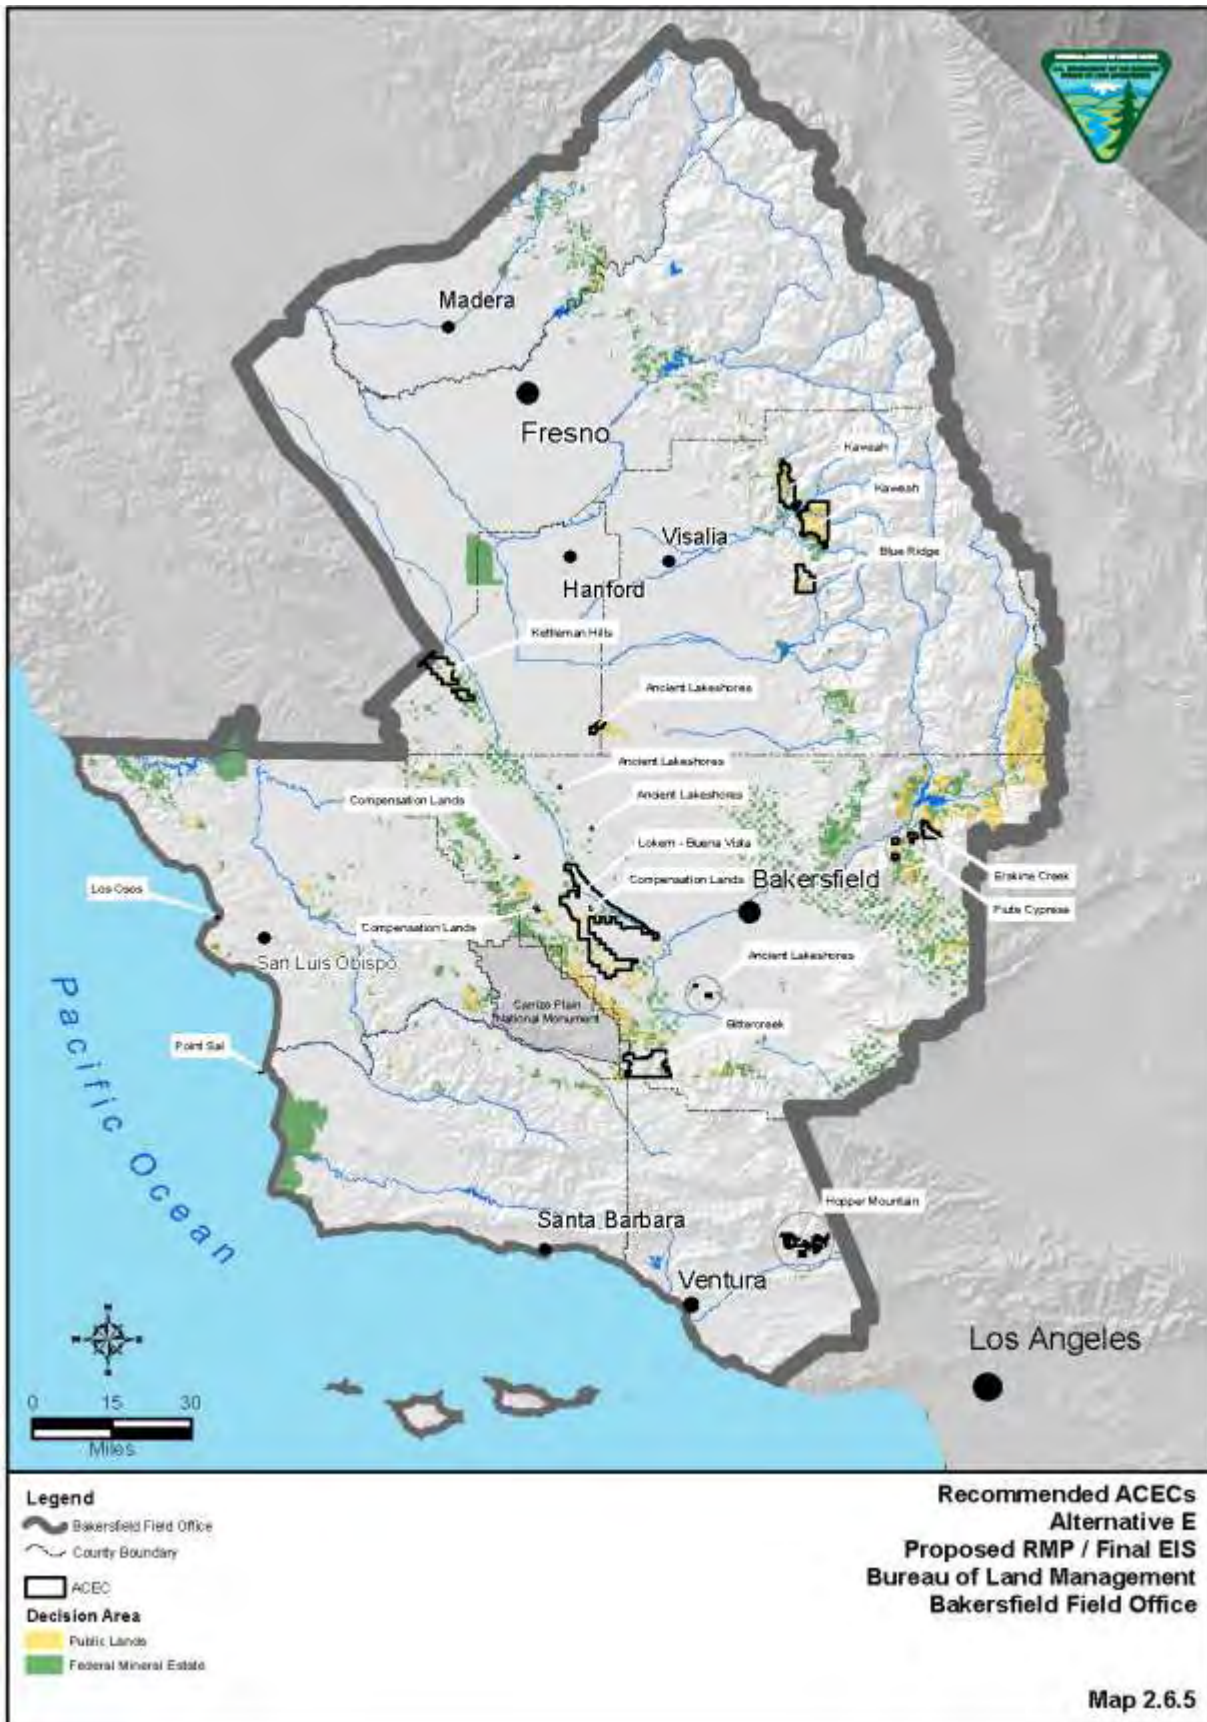 Madera
Fresno
Kaweah
Kaweah
Visalia
Blue Ridge
Hanford
Kettleman Hills
Ancient Lakeshores
Ancient Lakeshores
Compensation Lands
Ancient Lakeshores
Lokern - Buena Vista
Compensation Lands
Bakersfield
Erskine Creek
Los Osos
Piute Cypress
Compensation Lands
San Luis Obispo
Ancient Lakeshores
Carrizo Plain
National Monument
Bittercreek
Point Sal
Pacific Ocean
Hopper Mountain
Santa Barbara
Ventura
Los Angeles
N
W E
S
0 15 30
Miles
Legend
Bakersfield Field Office
County Boundary
ACEC
Decision Area
Public Lands
Federal Mineral Estate
Recommended ACECs
Alternative E
Proposed RMP / Final EIS
Bureau of Land Management
Bakersfield Field Office
Map 2.6.5